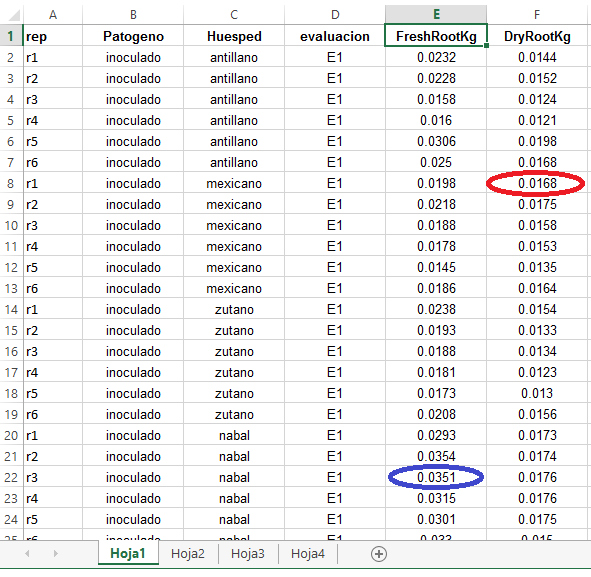 A B C D E F
1 rep Patogeno Huesped evaluacion FreshRootKg DryRootKg
2 r1 inoculado antillano E1 0.0232 0.0144
3 r2 inoculado antillano E1 0.0228 0.0152
4 r3 inoculado antillano E1 0.0158 0.0124
5 r4 inoculado antillano E1 0.016 0.0121
6 r5 inoculado antillano E1 0.0306 0.0198
7 r6 inoculado antillano E1 0.025 0.0168
8 r1 inoculado mexicano E1 0.0198 0.0168
9 r2 inoculado mexicano E1 0.0218 0.0175
10 r3 inoculado mexicano E1 0.0188 0.0158
11 r4 inoculado mexicano E1 0.0178 0.0153
12 r5 inoculado mexicano E1 0.0145 0.0135
13 r6 inoculado mexicano E1 0.0186 0.0164
14 r1 inoculado zutano E1 0.0238 0.0154
15 r2 inoculado zutano E1 0.0193 0.0133
16 r3 inoculado zutano E1 0.0188 0.0134
17 r4 inoculado zutano E1 0.0181 0.0123
18 r5 inoculado zutano E1 0.0173 0.013
19 r6 inoculado zutano E1 0.0208 0.0156
20 r1 inoculado nabal E1 0.0293 0.0173
21 r2 inoculado nabal E1 0.0354 0.0174
22 r3 inoculado nabal E1 0.0351 0.0176
23 r4 inoculado nabal E1 0.0315 0.0176
24 r5 inoculado nabal E1 0.0301 0.0175
25 r6 inoculado nabal E1 0.033 0.015
Hoja1 Hoja2 Hoja3 Hoja4